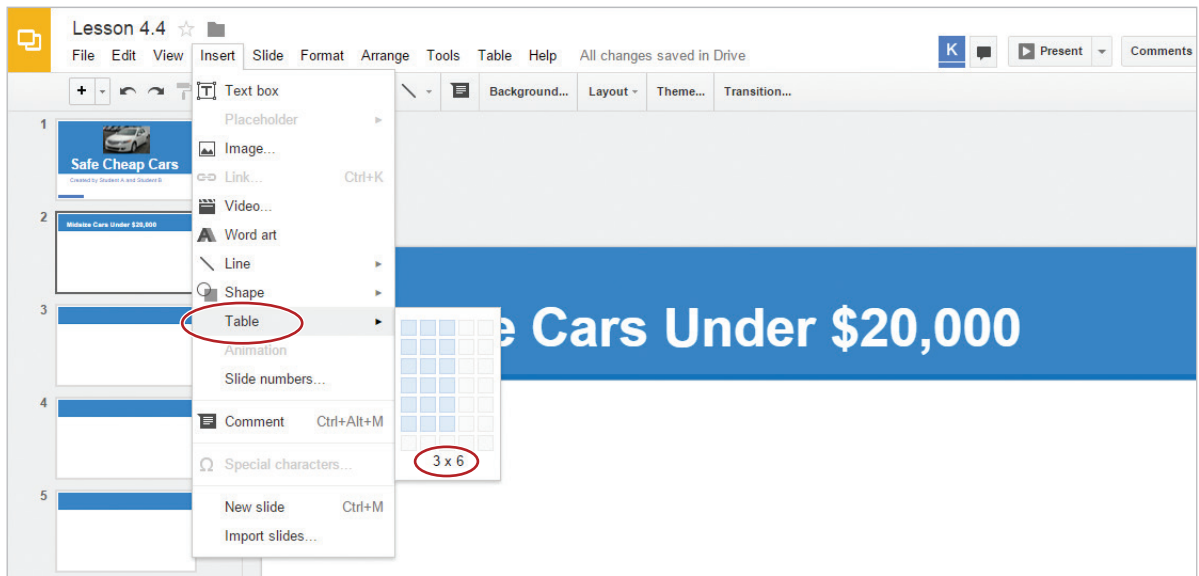 Lesson 4.4
File Edit View Insert Slide Format Arrange Tools Table Help All changes saved in Drive
K Present Comments
Background... Layout Theme... Transition...
Text box
Placeholder
Image...
Link... Ctrl+K
Video...
Word art
Line
Shape
Table
Animation
Slide numbers...
Comment Ctrl+Alt+M
Special characters...
New slide Ctrl+M
Import slides...
3 x 6
1
Safe Cheap Cars
Created by Student A and Student B
2
Midsize Cars Under $20,000
3
4
5
Cars Under $20,000